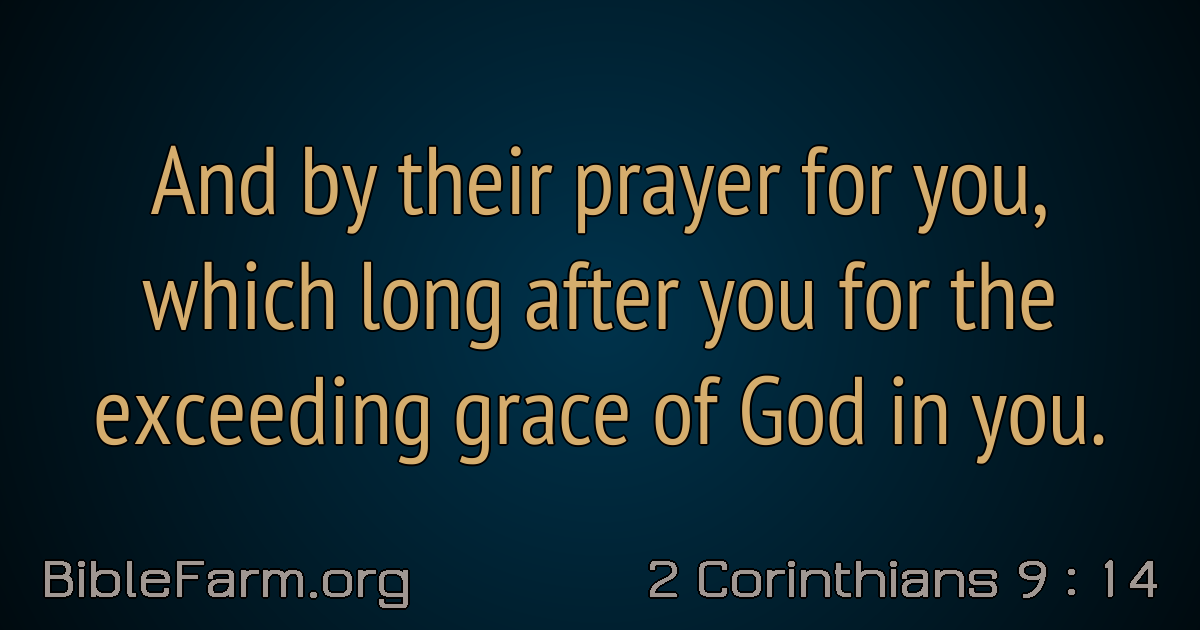 And by their prayer for you,
which long after you for the
exceeding grace of God in you.
BibleFarm.org
2 Corinthians 9 : 14